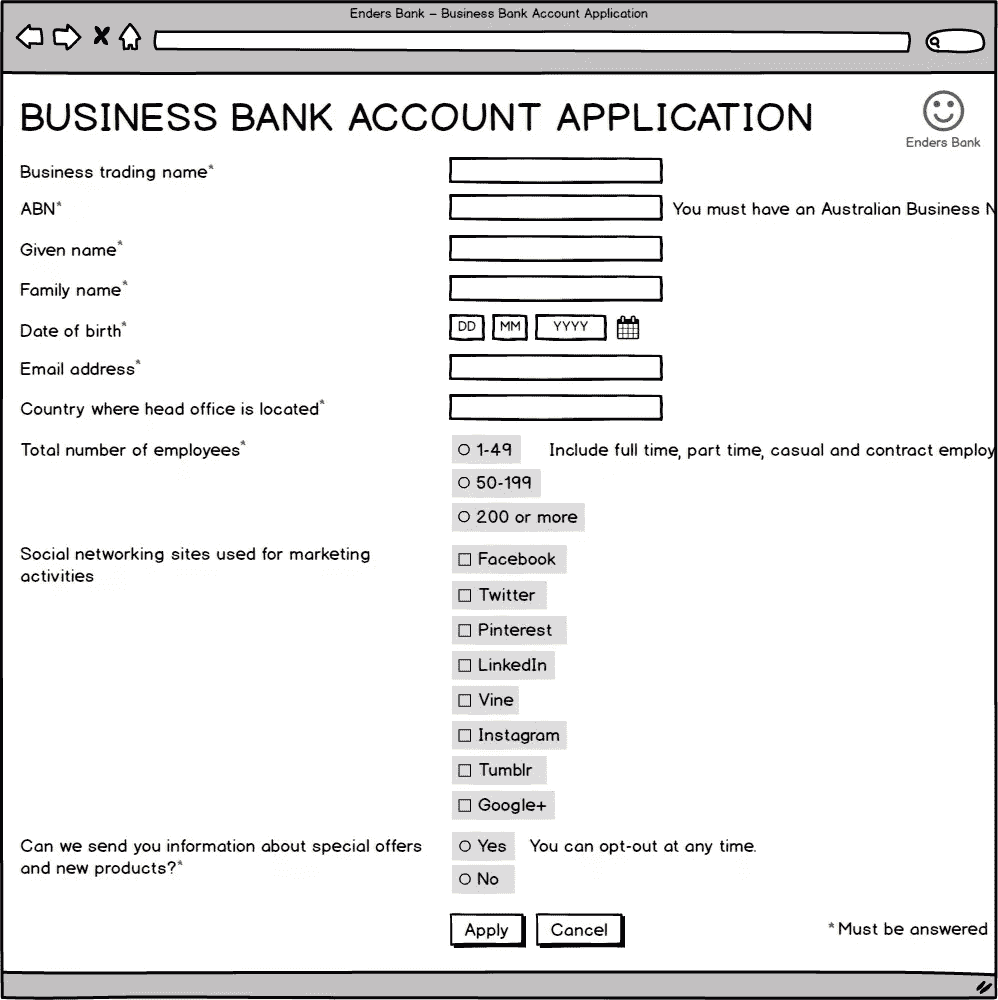 Enders Bank – Business Bank Account Application
BUSINESS BANK ACCOUNT APPLICATION
Enders Bank
Business trading name*
ABN*
You must have an Australian Business
Given name*
Family name*
Date of birth*
DD MM YYYY
Email address*
Country where head office is located*
Total number of employees*
1-49
Include full time, part time, casual and contract
50-199
200 or more
Social networking sites used for marketing
activities
Facebook
Twitter
Pinterest
LinkedIn
Vine
Instagram
Tumblr
Google+
Can we send you information about special offers
and new products?*
Yes
You can opt-out at any time.
No
Apply
Cancel
*Must be answered